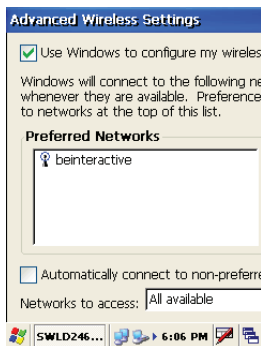 Advanced Wireless Settings
Use Windows to configure my wireles
Windows will connect to the following ne
whenever they are available. Preference
to networks at the top of this list.
Preferred Networks
beinteractive
Automatically connect to non-preferre
Networks to access: All available
SWLD246... 6:06 PM